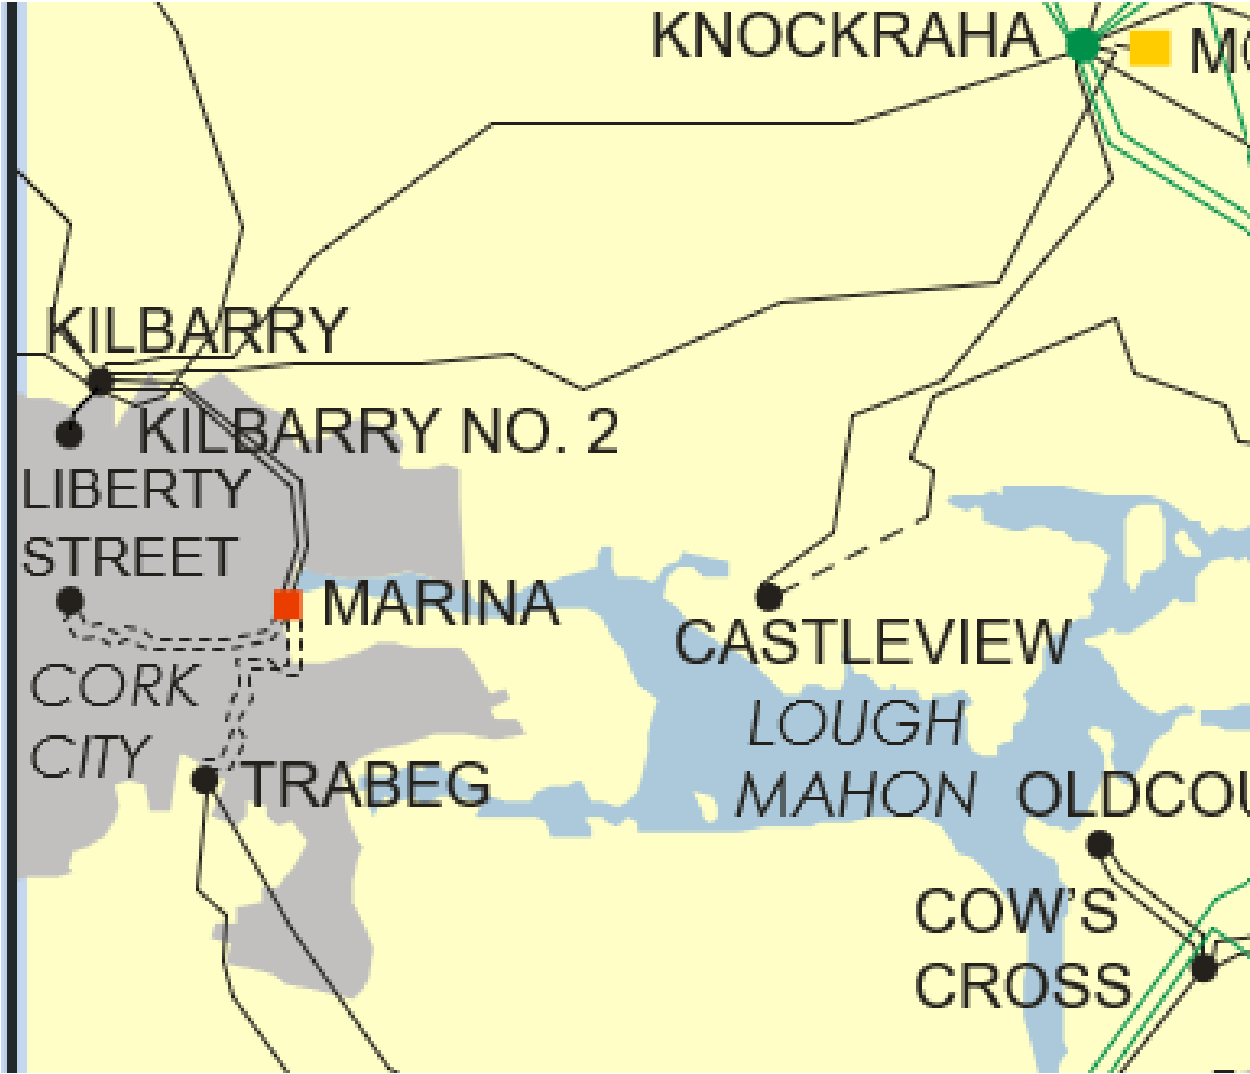 KNOCKRAHA
KILBARRY
KILBARRY NO. 2
LIBERTY
STREET
MARINA
CASTLEVIEW
CORK
CITY
LOUGH
MAHON
TRABEG
COW'S
CROSS